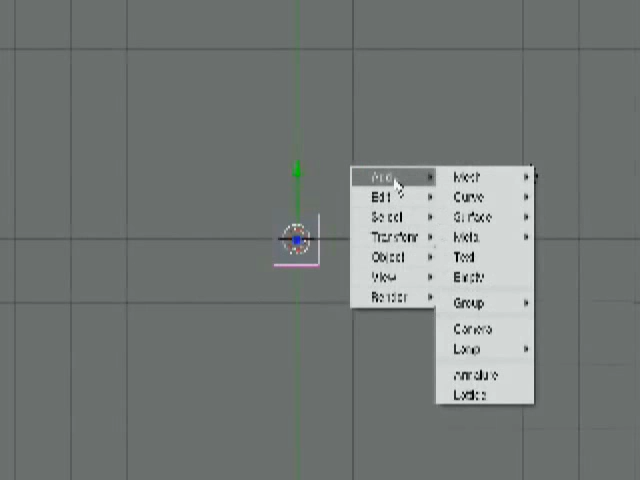 Add
Edit
Select
Transform
Object
View
Render
Mesh
Curve
Surface
Meta
Text
Empty
Group
Camera
Lamp
Armature
Lattice